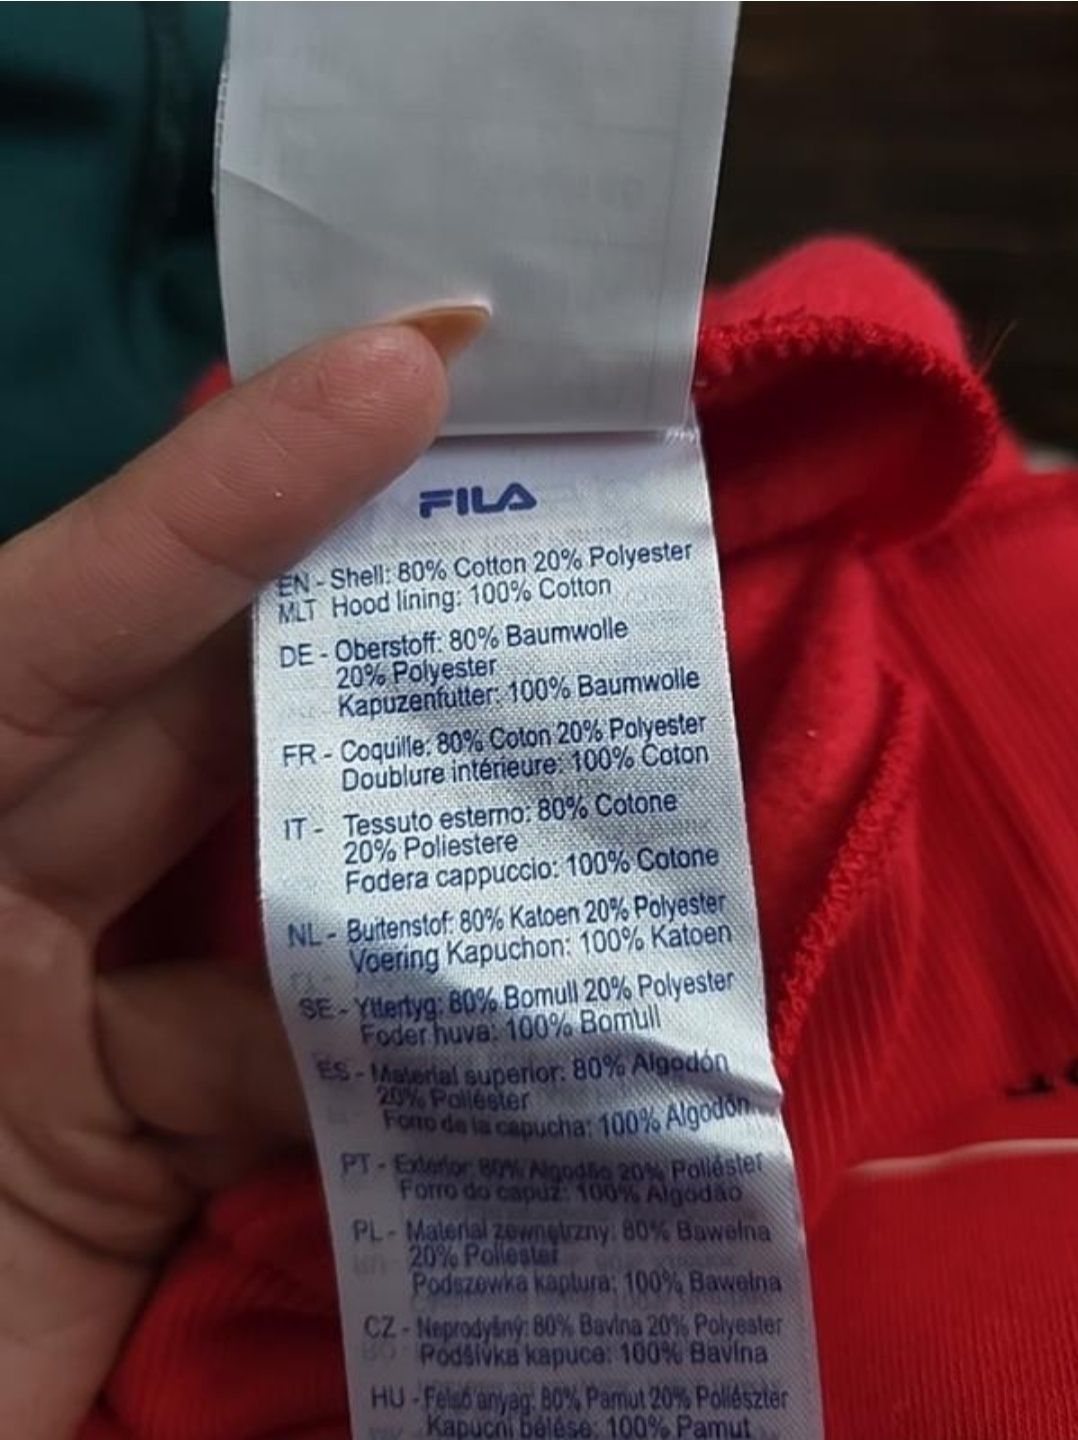 FILA
EN - Shell: 80% Cotton 20% Polyester
MLT Hood lining: 100% Cotton
DE - Oberstoff: 80% Baumwolle
20% Polyester
Kapuzenfutter: 100% Baumwolle
FR - Coquille: 80% Coton 20% Polyester
Doublure intérieure: 100% Coton
IT - Tessuto esterno: 80% Cotone
20% Poliestere
Fodera cappuccio: 100% Cotone
NL - Buitenstof: 80% Katoen 20% Polyester
Voering Kapuchon: 100% Katoen
SE - Yttertyg: 80% Bomull 20% Polyester
Foder huva: 100% Bomull
ES - Material superior: 80% Algodón
20% Poliéster
Forro de la capucha: 100% Algodón
PT - Exterior: 80% Algodão 20% Poliéster
Forro do capuz: 100% Algodão
PL - Materiał zewnętrzny: 80% Bawełna
20% Poliester
Podszewka kaptura: 100% Bawełna
CZ - Neprodyšný: 80% Bavlna 20% Polyester
Podšívka kapuce: 100% Bavlna
HU - Felső anyag: 80% Pamut 20% Poliészter
Kapucni bélése: 100% Pamut